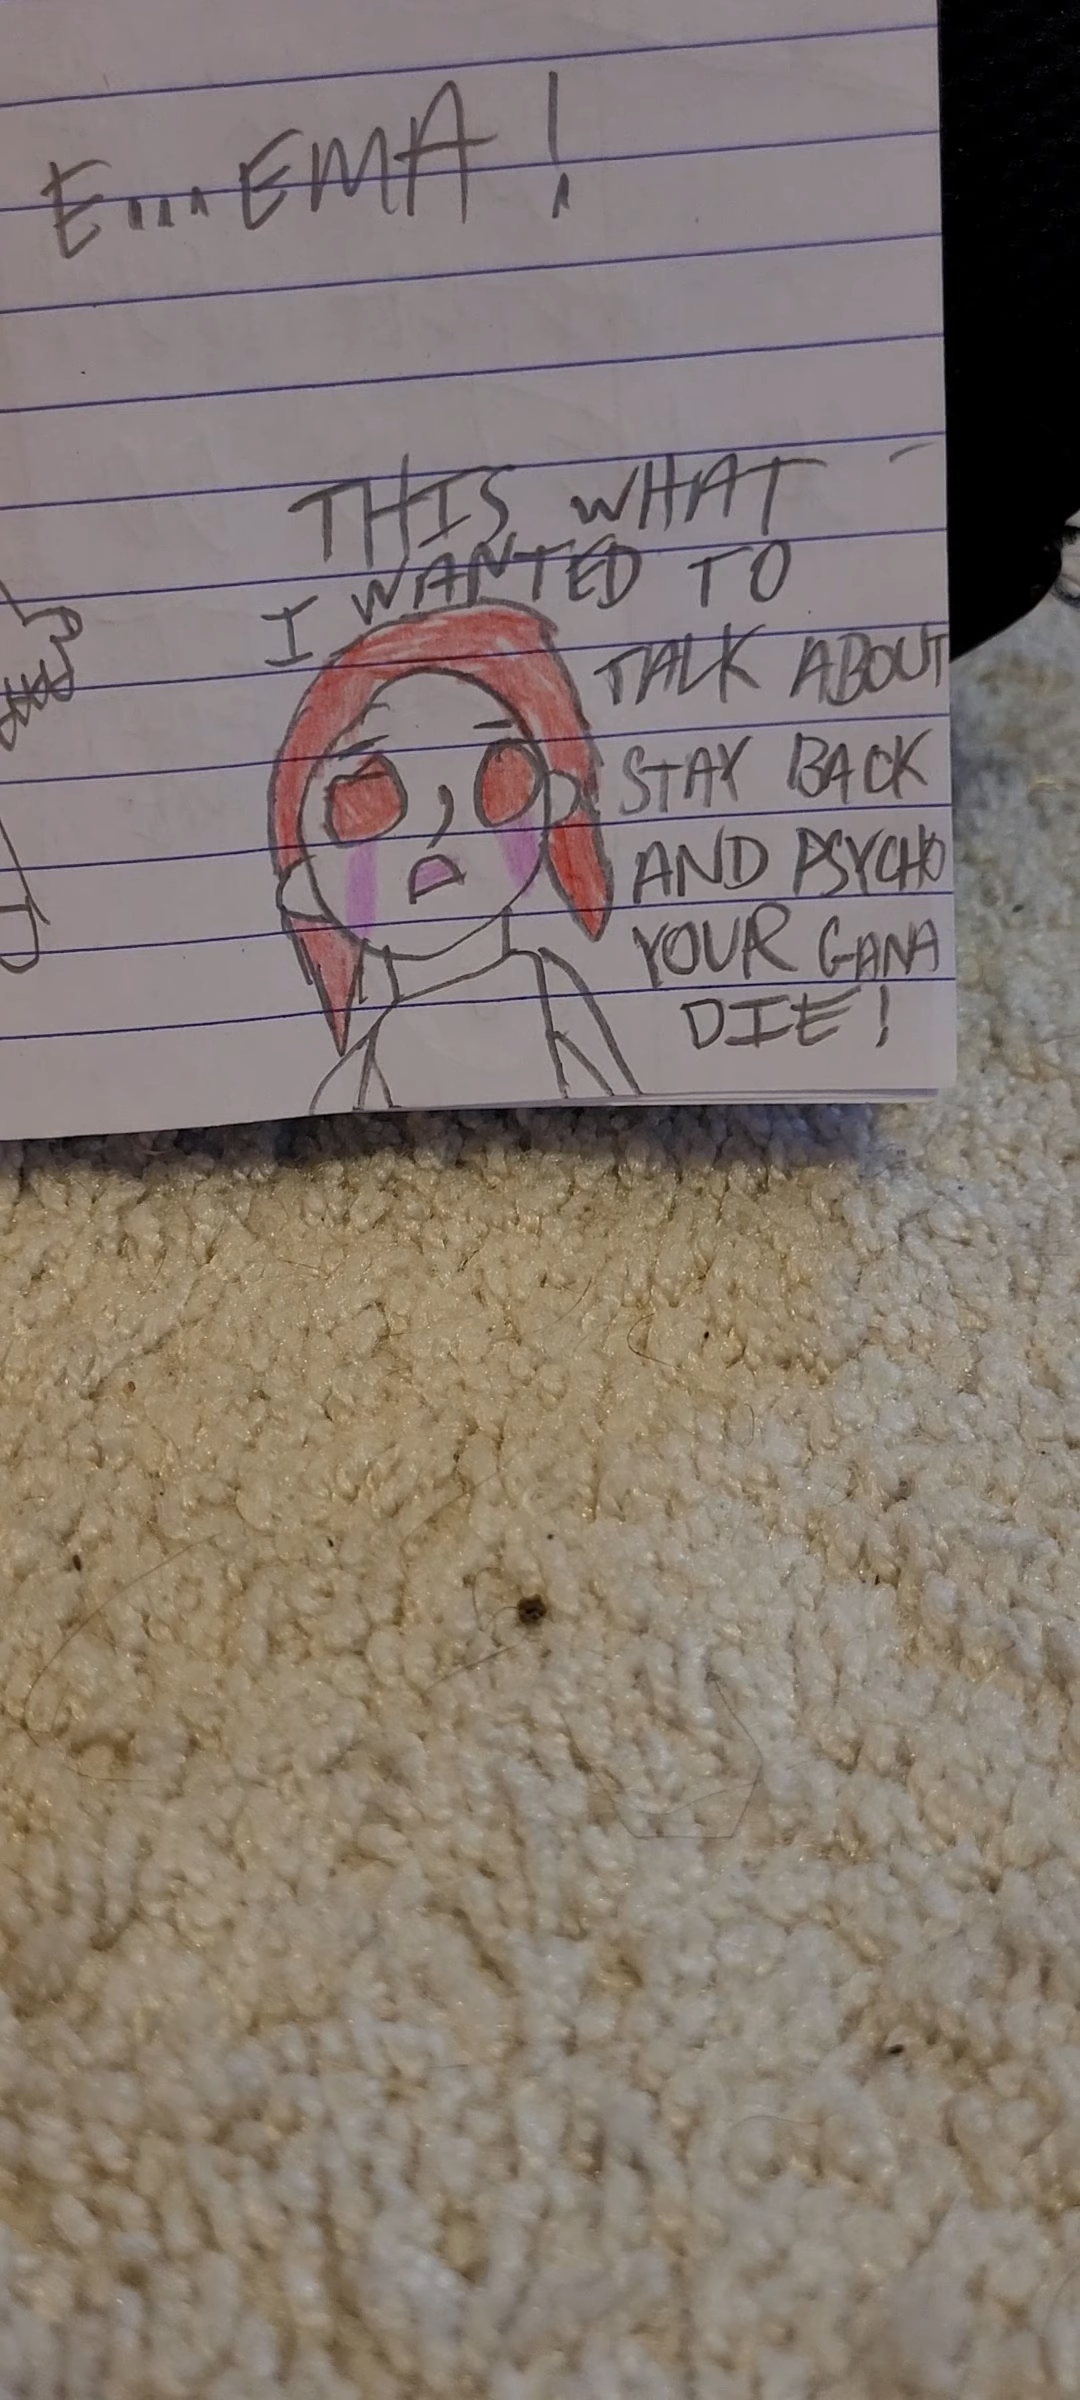 E...EMA!
THIS WHAT
I WANTED TO
TALK ABOUT
STAY BACK
AND PSYCHO
YOUR GANA
DIE!